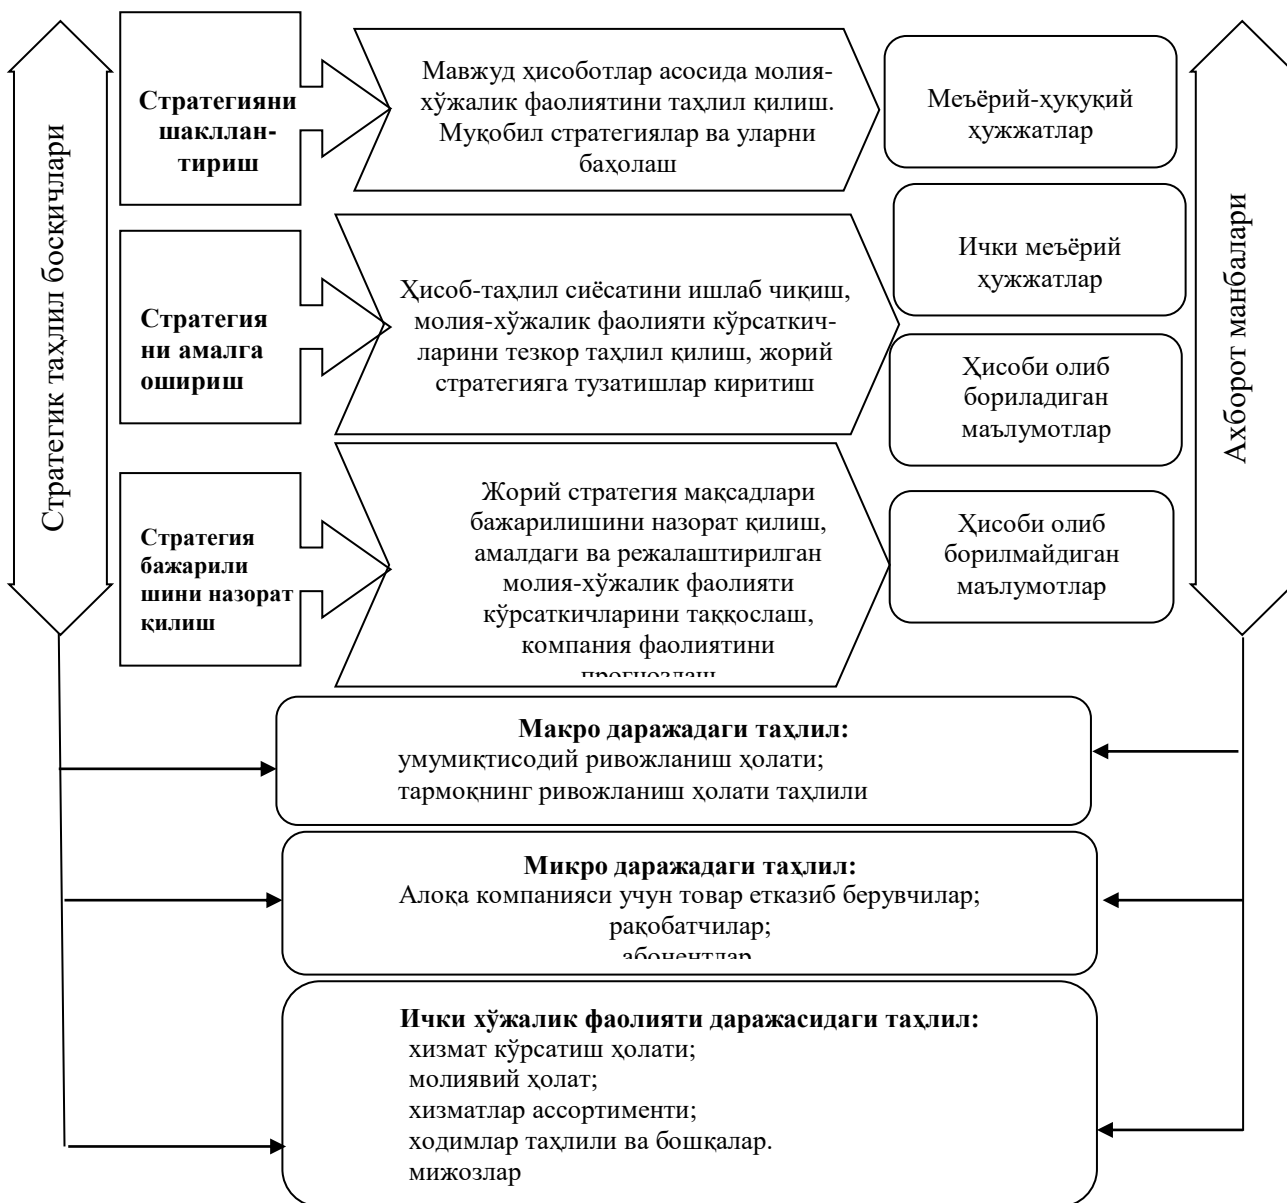 Стратегик таҳлил босқичлари
Стратегияни
шакллан-
тириш
Мавжуд ҳисоботлар асосида молия-
хўжалик фаолиятини таҳлил қилиш.
Муқобил стратегиялар ва уларни
баҳолаш
Меъёрий-ҳуқуқий
ҳужжатлар
Ахборот манбалари
Стратегия
ни амалга
ошириш
Ҳисоб-таҳлил сиёсатини ишлаб чиқиш,
молия-хўжалик фаолияти кўрсаткич-
ларини тезкор таҳлил қилиш, жорий
стратегияга тузатишлар киритиш
Ички меъёрий
ҳужжатлар
Ҳисоби олиб
бориладиган
маълумотлар
Стратегия
бажарили
шини назорат
қилиш
Жорий стратегия мақсадлари
бажарилишини назорат қилиш,
амалдаги ва режалаштирилган
молия-хўжалик фаолияти
кўрсаткичларини таққослаш,
компания фаолиятини
прогнозлаш
Ҳисоби олиб
борилмайдиган
маълумотлар
Макро даражадаги таҳлил:
умумиқтисодий ривожланиш ҳолати;
тармоқнинг ривожланиш ҳолати таҳлили
Микро даражадаги таҳлил:
Алоқа компанияси учун товар етказиб берувчилар;
рақобатчилар;
абонентлар
Ички хўжалик фаолияти даражасидаги таҳлил:
хизмат кўрсатиш ҳолати;
молиявий ҳолат;
хизматлар ассортименти;
ходимлар таҳлили ва бошқалар.
мижозлар